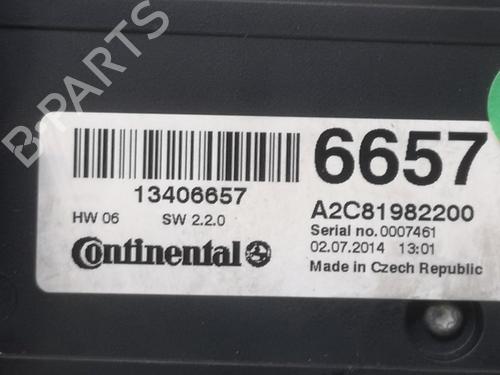 B-PARTS
13406657
HW 06 SW 2.2.0
Continental
6657
A2C81982200
Serial no. 0007461
02.07.2014 13:01
Made in Czech Republic